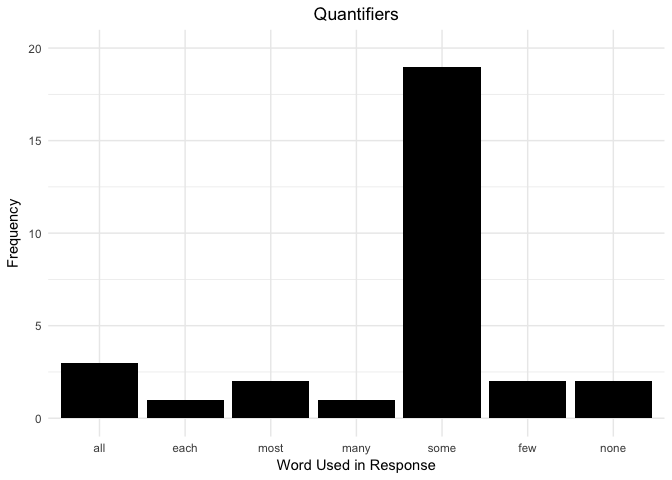 Quantifiers
20
15
10
5
0
Frequency
all each most many some few none
Word Used in Response